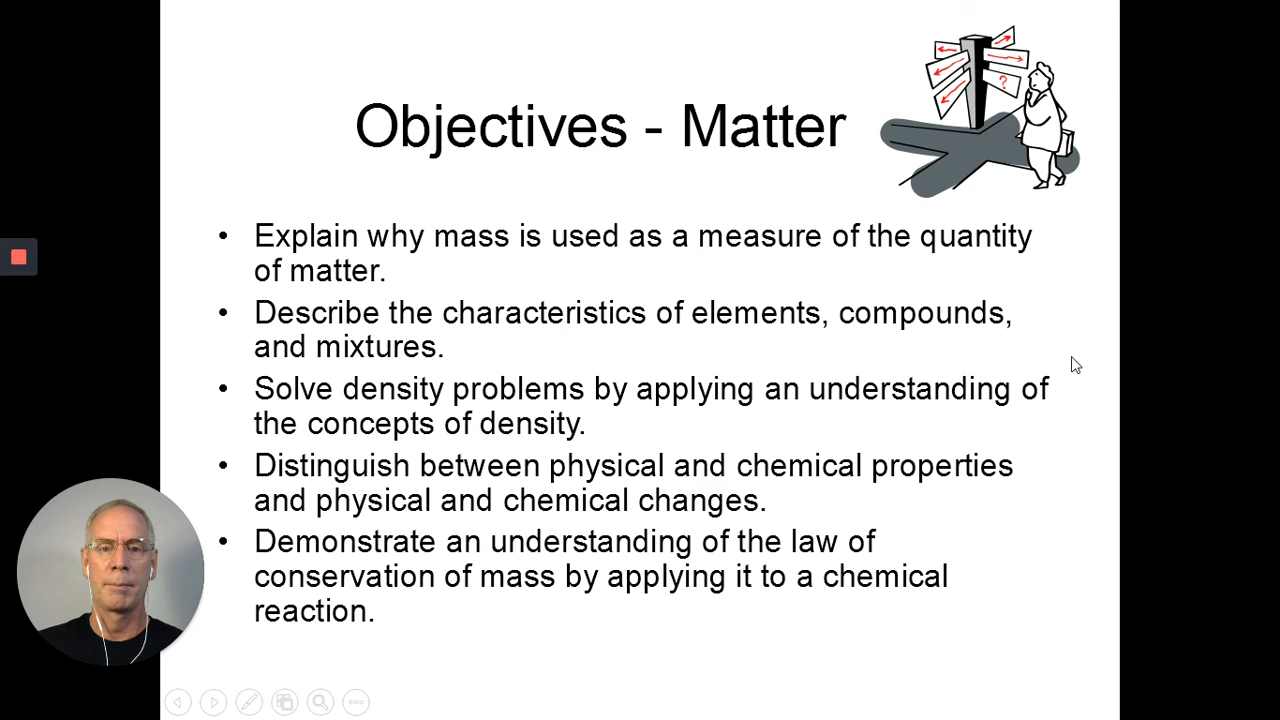 Objectives - Matter
?
• Explain why mass is used as a measure of the quantity
of matter.
• Describe the characteristics of elements, compounds,
and mixtures.
• Solve density problems by applying an understanding of
the concepts of density.
• Distinguish between physical and chemical properties
and physical and chemical changes.
• Demonstrate an understanding of the law of
conservation of mass by applying it to a chemical
reaction.